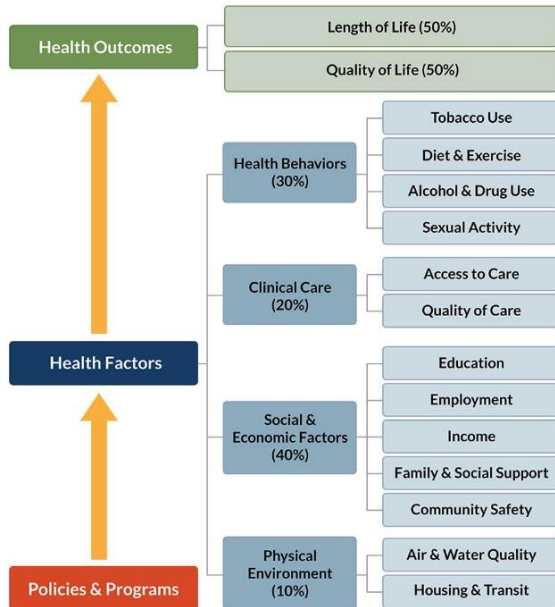 Health Outcomes
Length of Life (50%)
Quality of Life (50%)
Health Factors
Health Behaviors
(30%)
Tobacco Use
Diet & Exercise
Alcohol & Drug Use
Sexual Activity
Clinical Care
(20%)
Access to Care
Quality of Care
Social &
Economic Factors
(40%)
Education
Employment
Income
Family & Social Support
Community Safety
Physical
Environment
(10%)
Air & Water Quality
Housing & Transit
Policies & Programs